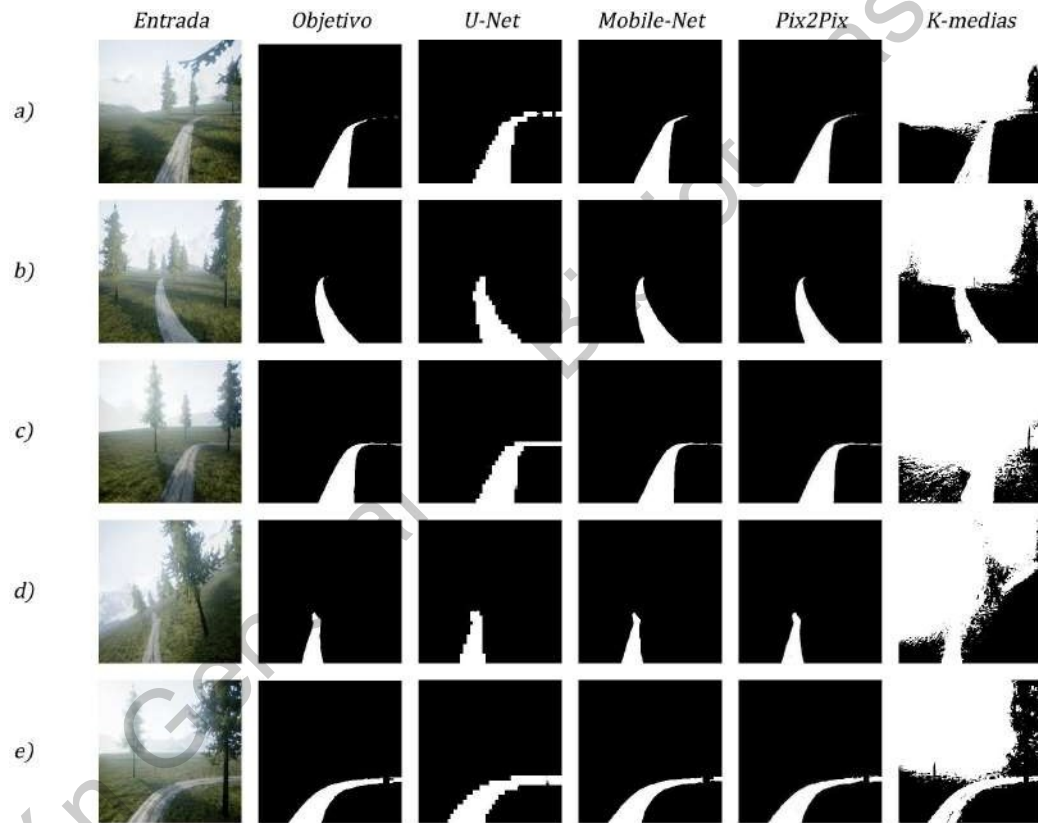 Entrada Objetivo U-Net Mobile-Net Pix2Pix K-medias
a)
b)
c)
d)
e)